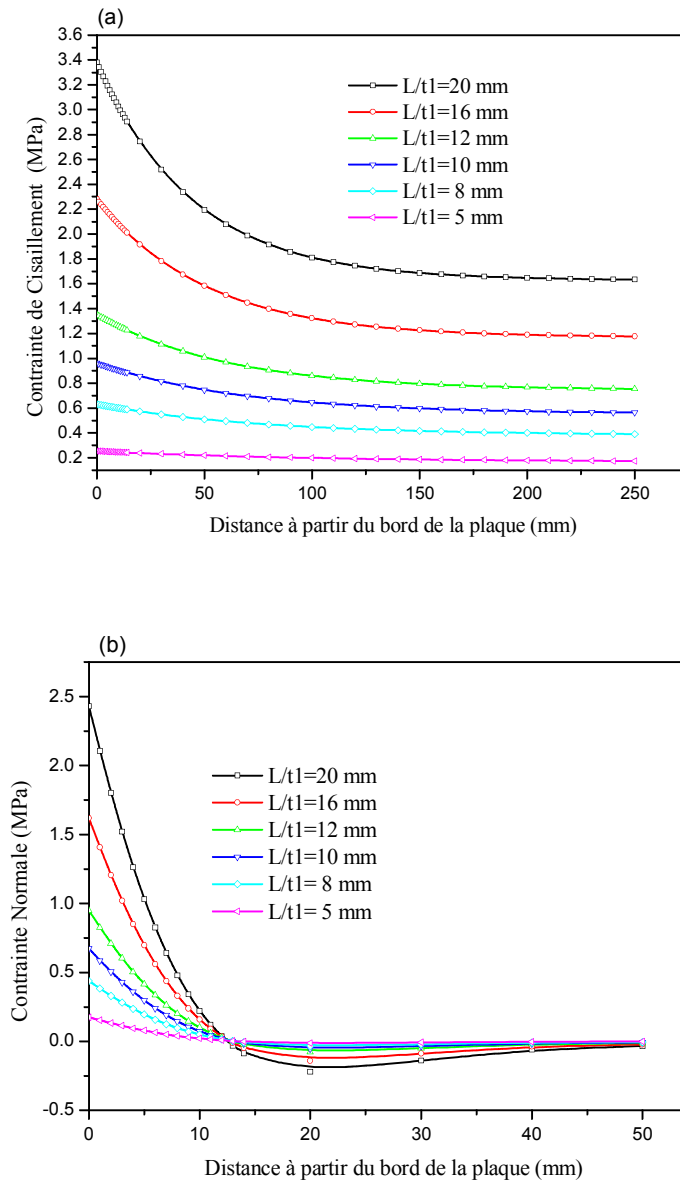 (a)
3.6
3.4
3.2
3.0
2.8
2.6
2.4
2.2
2.0
1.8
1.6
1.4
1.2
1.0
0.8
0.6
0.4
0.2
Contrainte de Cisaillement (MPa)
L/t1=20 mm
L/t1=16 mm
L/t1=12 mm
L/t1=10 mm
L/t1= 8 mm
L/t1= 5 mm
0 50 100 150 200 250
Distance à partir du bord de la plaque (mm)
(b)
2.5
2.0
1.5
1.0
0.5
0.0
-0.5
Contrainte Normale (MPa)
L/t1=20 mm
L/t1=16 mm
L/t1=12 mm
L/t1=10 mm
L/t1= 8 mm
L/t1= 5 mm
0 10 20 30 40 50
Distance à partir du bord de la plaque (mm)